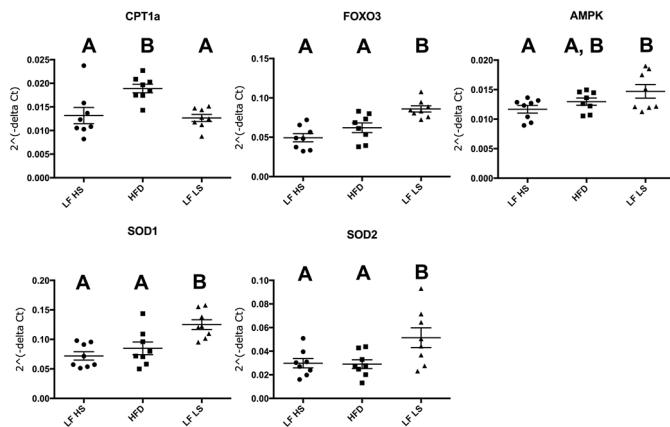 CPT1a
A B A
2^(-delta Ct)
0.025
0.020
0.015
0.010
0.005
0.000
LF HS
HFD
LF LS
FOXO3
A A B
2^(-delta Ct)
0.15
0.10
0.05
0.00
LF HS
HFD
LF LS
AMPK
A A, B B
2^(-delta Ct)
0.020
0.015
0.010
0.005
0.000
LF HS
HFD
LF LS
SOD1
A A B
2^(-delta Ct)
0.20
0.15
0.10
0.05
0.00
LF HS
HFD
LF LS
SOD2
A A B
2^(-delta Ct)
0.10
0.08
0.06
0.04
0.02
0.00
LF HS
HFD
LF LS